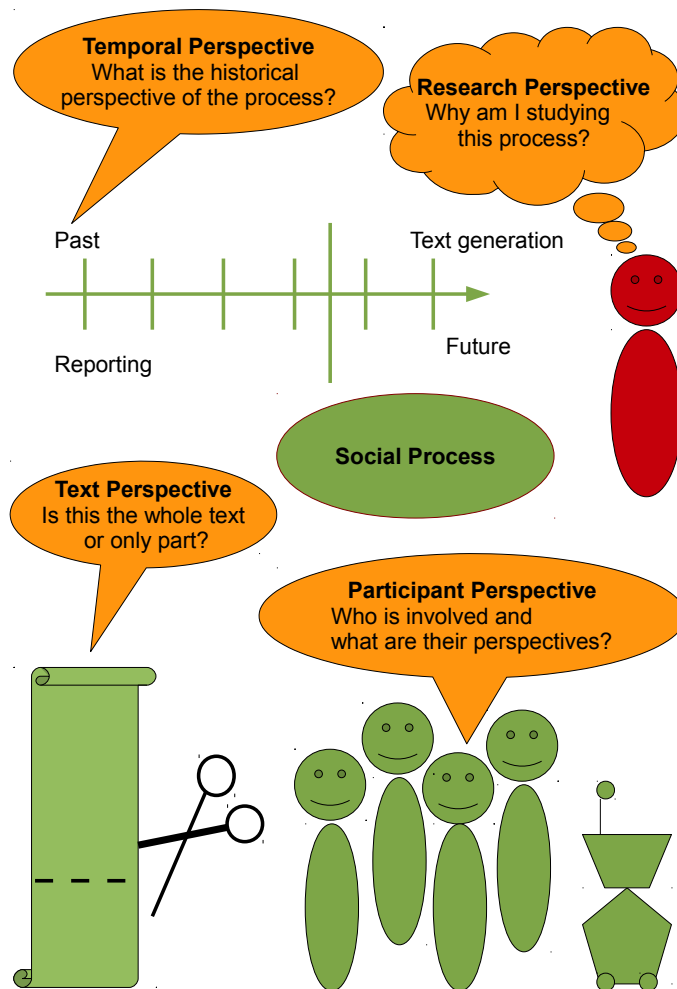 Temporal Perspective
What is the historical
perspective of the process?
Research Perspective
Why am I studying
this process?
Past
Text generation
Reporting
Future
Social Process
Text Perspective
Is this the whole text
or only part?
Participant Perspective
Who is involved and
what are their perspectives?